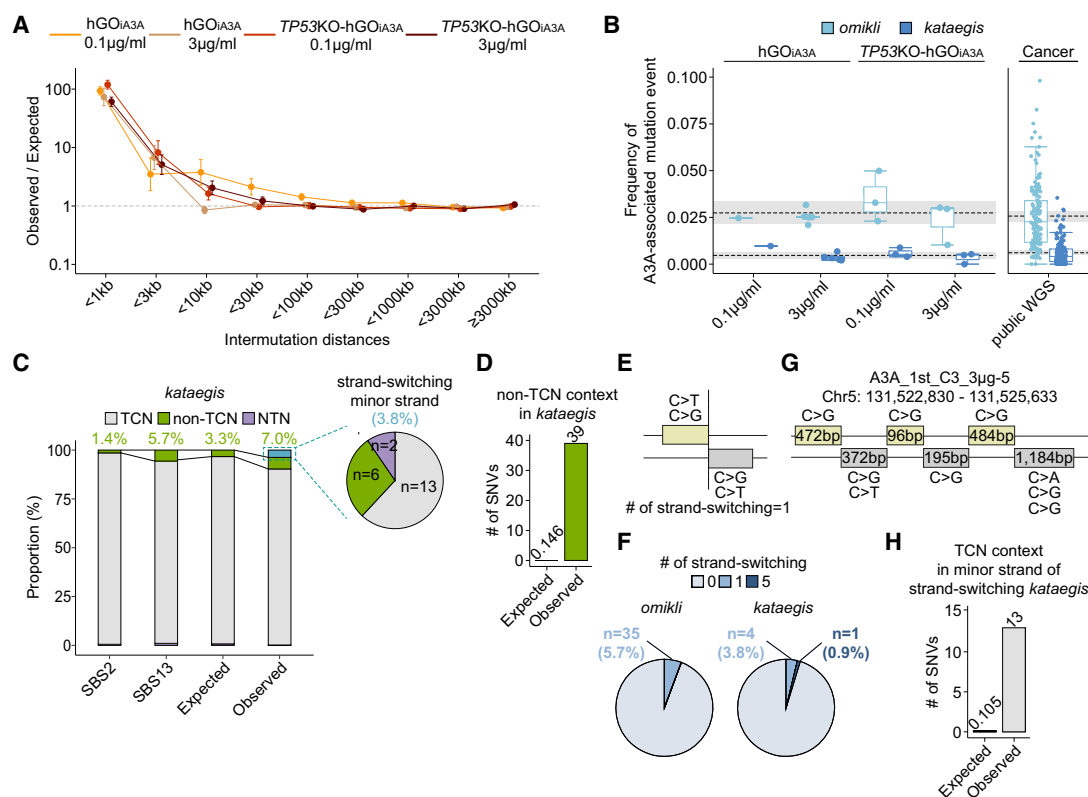 A
hGOiA3A
0.1µg/ml
hGOiA3A
3µg/ml
TP53KO-hGOiA3A
0.1µg/ml
TP53KO-hGOiA3A
3µg/ml
Observed / Expected
100
10
1
0.1
<1kb
<3kb
<10kb
<30kb
<100kb
<300kb
<1000kb
<3000kb
≥3000kb
Intermutation distances
B
omikli
kataegis
hGOiA3A
TP53KO-hGOiA3A
Cancer
Frequency of
A3A-associated mutation event
0.100
0.075
0.050
0.025
0.000
0.1µg/ml
3µg/ml
0.1µg/ml
3µg/ml
public WGS
C
kataegis
TCN
non-TCN
NTN
1.4%
5.7%
3.3%
7.0%
Proportion (%)
100
75
50
25
0
SBS2
SBS13
Expected
Observed
strand-switching
minor strand
(3.8%)
n=2
n=6
n=13
D
non-TCN context
in kataegis
# of SNVs
40
30
20
10
0
0.146
39
Expected
Observed
E
C>T
C>G
C>G
C>T
# of strand-switching=1
F
# of strand-switching
0
1
5
omikli
kataegis
n=35
(5.7%)
n=4
(3.8%)
n=1
(0.9%)
G
A3A_1st_C3_3µg-5
Chr5: 131,522,830 - 131,525,633
C>G
C>G
C>G
472bp
96bp
484bp
372bp
195bp
1,184bp
C>G
C>T
C>G
C>A
C>G
C>G
H
TCN context
in minor strand of
strand-switching kataegis
# of SNVs
15
10
5
0
0.105
13
Expected
Observed